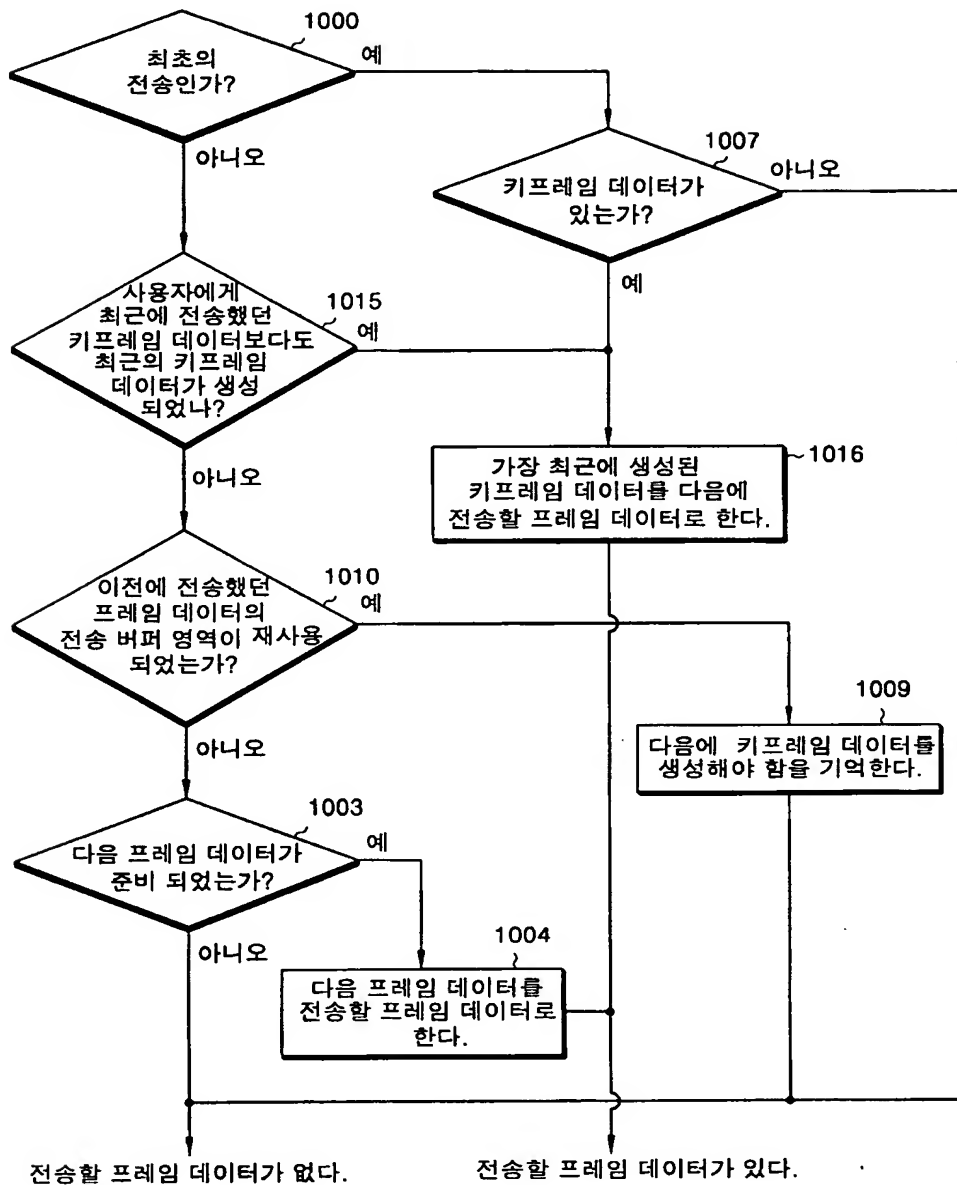 1000
최초의
전송인가?
예
아니오
1007
키프레임 데이터가
있는가?
아니오
예
사용자에게
최근에 전송했던
키프레임 데이터보다도
최근의 키프레임
데이터가 생성
되었나?
1015
예
아니오
1016
가장 최근에 생성된
키프레임 데이터를 다음에
전송할 프레임 데이터로 한다.
이전에 전송했던
프레임 데이터의
전송 버퍼 영역이 재사용
되었는가?
1010
예
아니오
1009
다음에 키프레임 데이터를
생성해야 함을 기억한다.
1003
다음 프레임 데이터가
준비 되었는가?
예
아니오
1004
다음 프레임 데이터를
전송할 프레임 데이터로
한다.
전송할 프레임 데이터가 없다.
전송할 프레임 데이터가 있다.